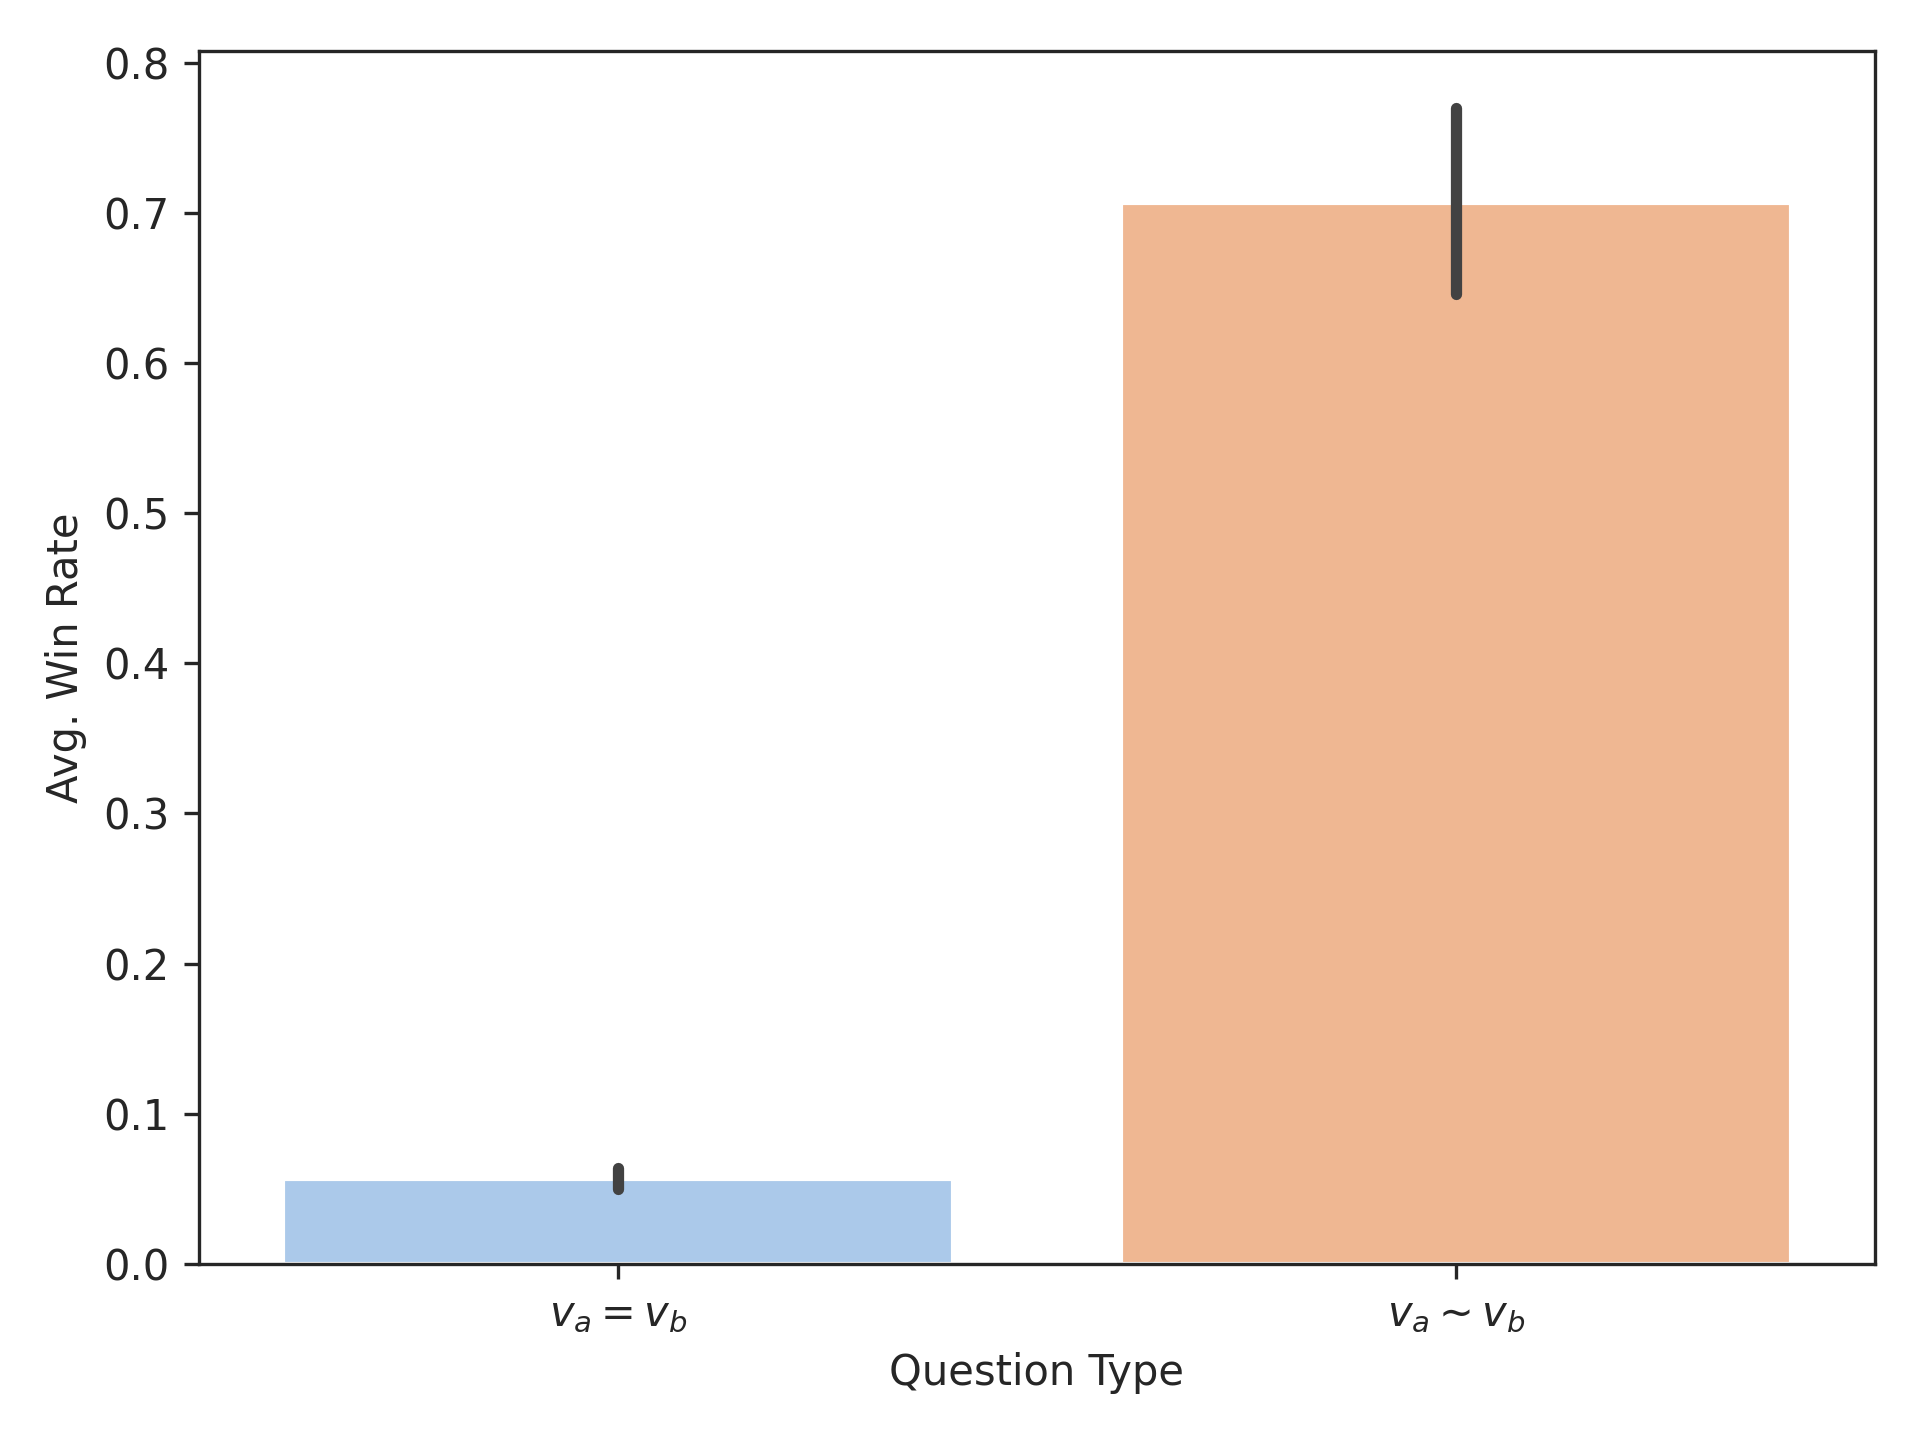 0.8
0.7
0.6
0.5
0.4
0.3
0.2
0.1
0.0
Avg. Win Rate
v_a = v_b
v_a ~ v_b
Question Type